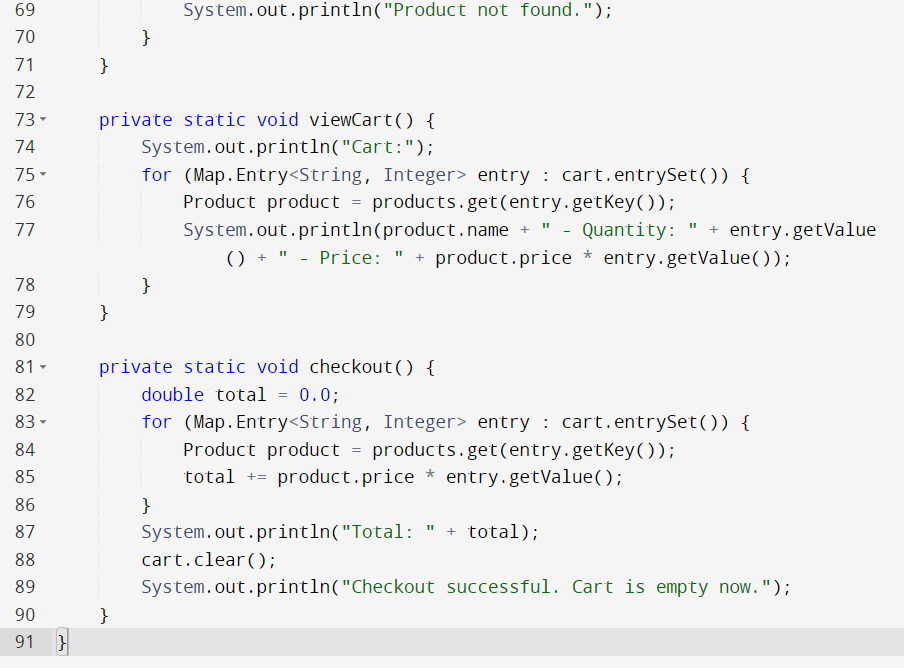 69 System.out.println("Product not found.");
70 }
71 }
72
73 private static void viewCart() {
74 System.out.println("Cart:");
75 for (Map.Entry<String, Integer> entry : cart.entrySet()) {
76 Product product = products.get(entry.getKey());
77 System.out.println(product.name + " - Quantity: " + entry.getValue
() + " - Price: " + product.price * entry.getValue());
78 }
79 }
80
81 private static void checkout() {
82 double total = 0.0;
83 for (Map.Entry<String, Integer> entry : cart.entrySet()) {
84 Product product = products.get(entry.getKey());
85 total += product.price * entry.getValue();
86 }
87 System.out.println("Total: " + total);
88 cart.clear();
89 System.out.println("Checkout successful. Cart is empty now.");
90 }
91 }